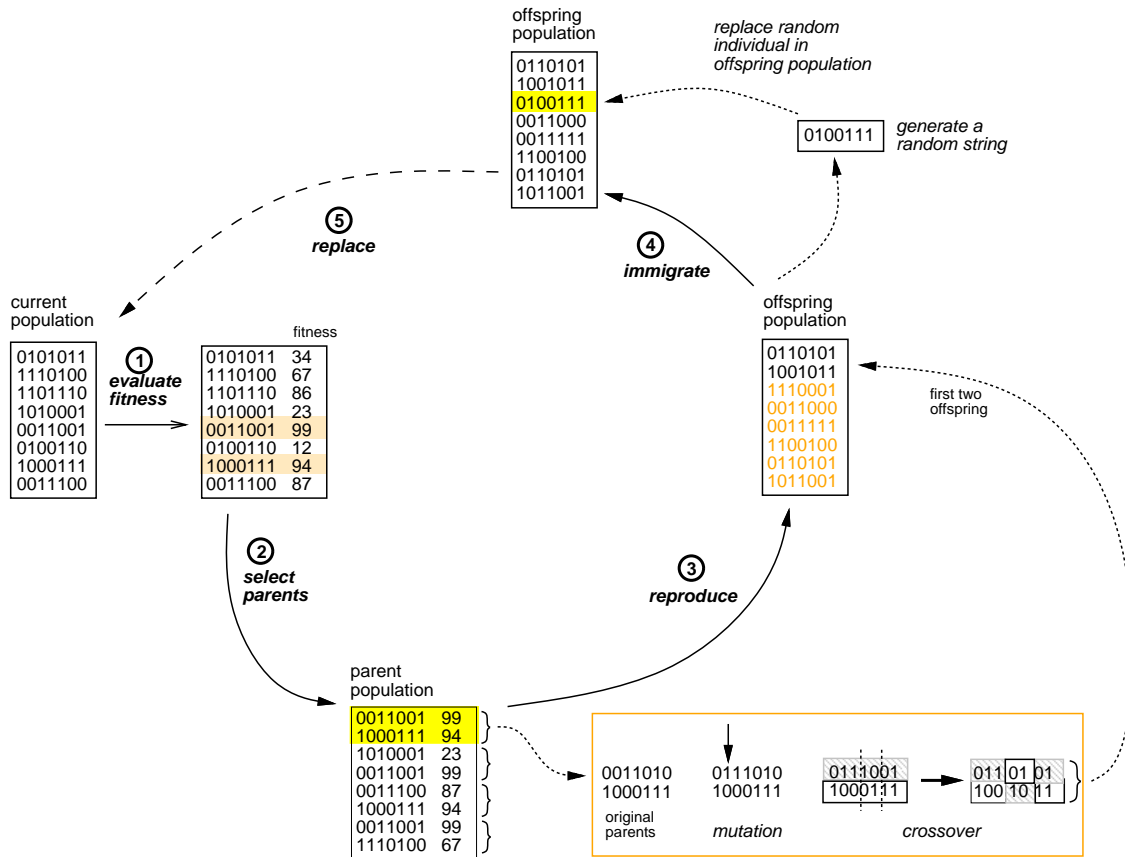 offspring
population
0110101
1001011
0100111
0011000
0011111
1100100
0110101
1011001
replace random
individual in
offspring population
0100111
generate a
random string
5
replace
4
immigrate
current
population
0101011
1110100
1101110
1010001
0011001
0100110
1000111
0011100
1
evaluate
fitness
fitness
0101011 34
1110100 67
1101110 86
1010001 23
0011001 99
0100110 12
1000111 94
0011100 87
offspring
population
0110101
1001011
1110001
0011000
0011111
1100100
0110101
1011001
first two
offspring
2
select
parents
3
reproduce
parent
population
0011001 99
1000111 94
1010001 23
0011001 99
0011100 87
1000111 94
0011001 99
1110100 67
0011010
1000111
original
parents
0111010
1000111
mutation
0111001
1000111
011 01 01
100 10 11
crossover